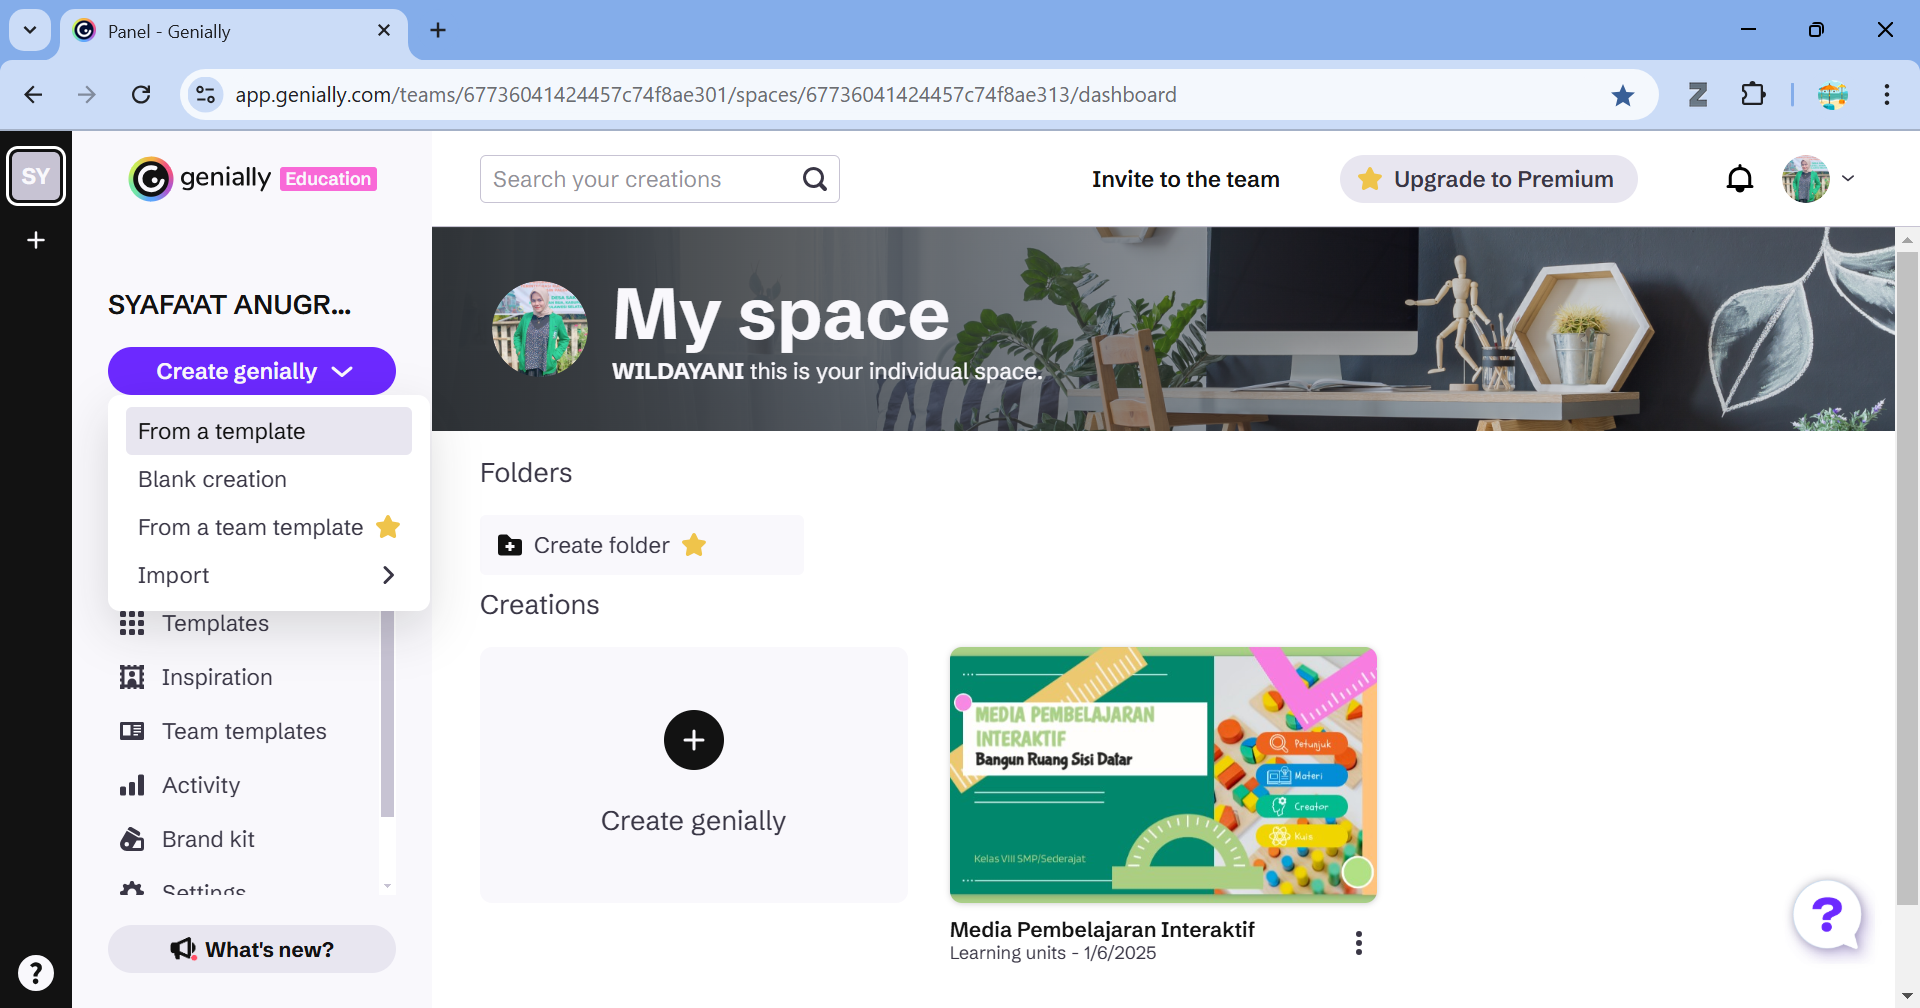 Panel - Genially
app.genially.com/teams/67736041424457c74f8ae301/spaces/67736041424457c74f8ae313/dashboard
SY
genially Education
Search your creations
Invite to the team
Upgrade to Premium
SYAFA'AT ANUGR...
Create genially
From a template
Blank creation
From a team template
Import
Templates
Inspiration
Team templates
Activity
Brand kit
Settings
What's new?
My space
WILDAYANI this is your individual space.
Folders
Create folder
Creations
Create genially
MEDIA PEMBELAJARAN
INTERAKTIF
Bangun Ruang Sisi Datar
Kelas VIII SMP/Sederajat
Petunjuk
Materi
Creator
Kuis
Media Pembelajaran Interaktif
Learning units - 1/6/2025